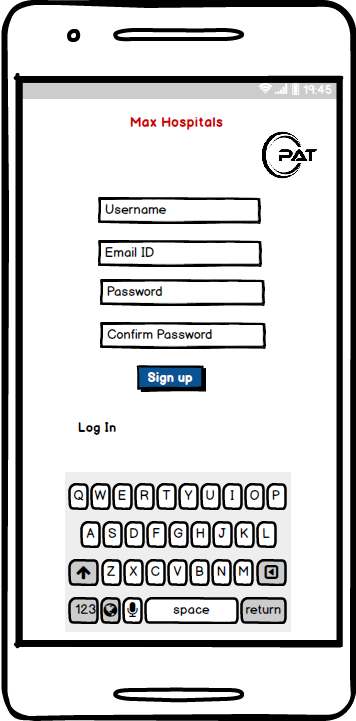 19:45
Max Hospitals
PAT
Username
Email ID
Password
Confirm Password
Sign up
Log In
Q W E R T Y U I O P
A S D F G H J K L
Z X C V B N M
123 space return